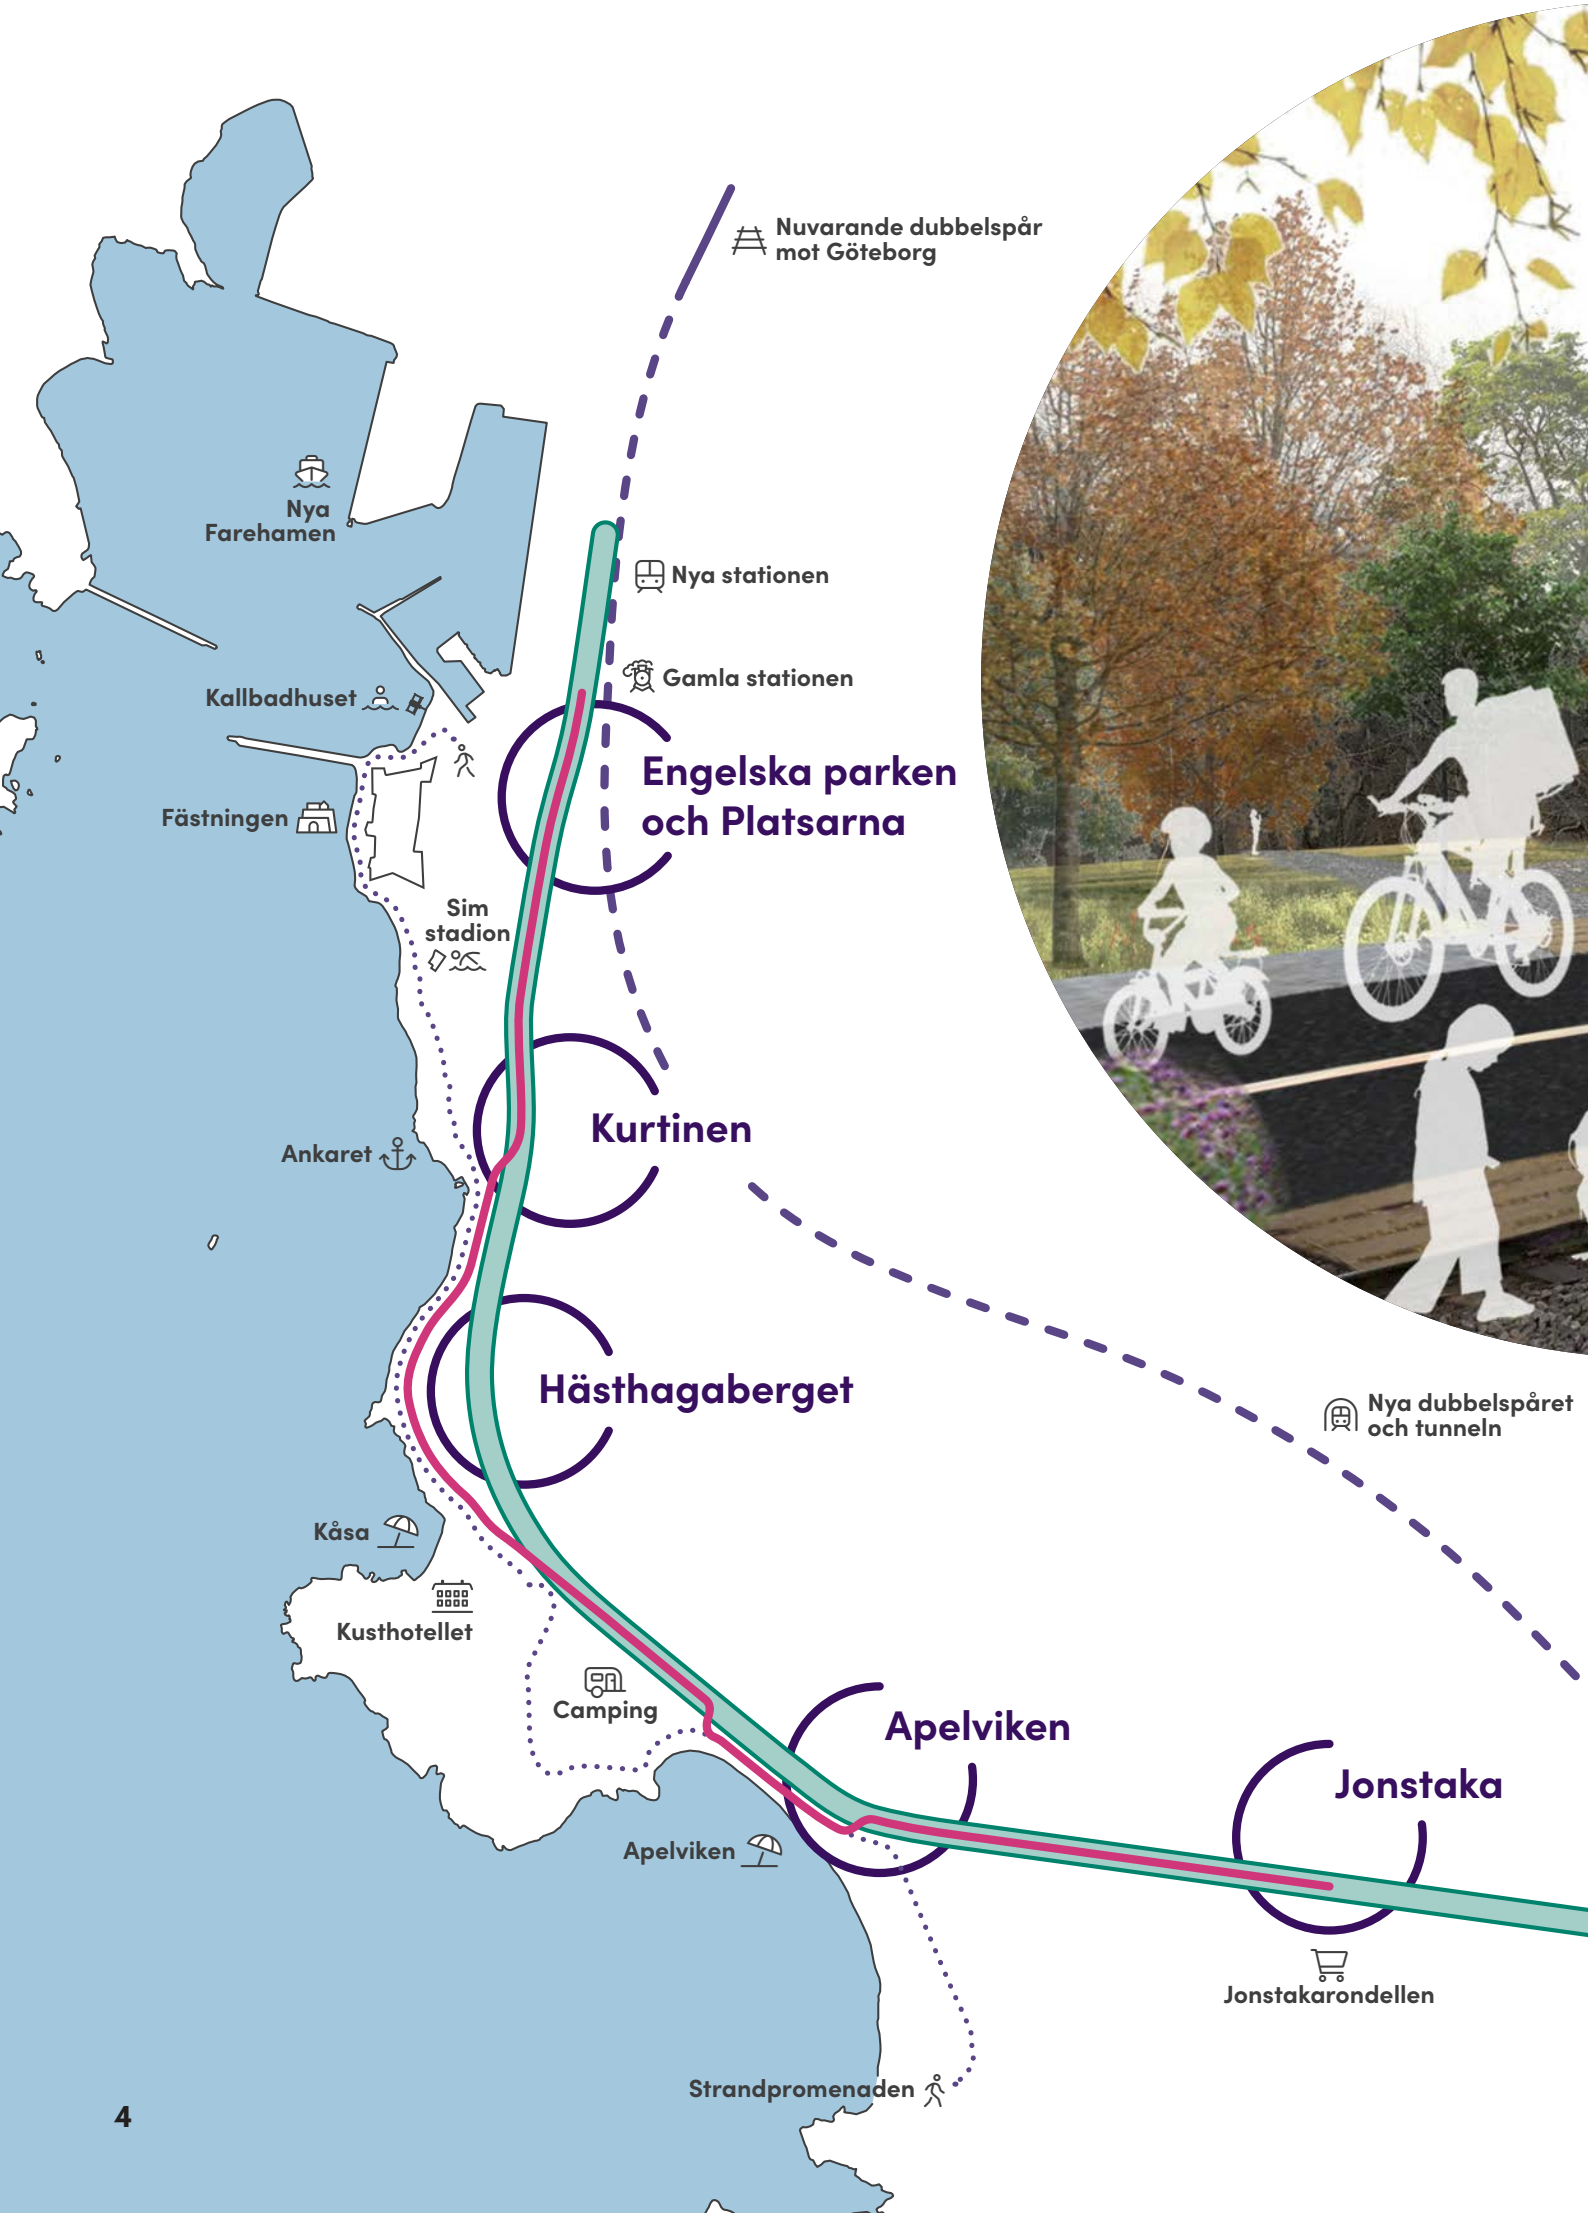 Nuvarande dubbelspår
mot Göteborg
Nya
Farehamen
Nya stationen
Gamla stationen
Kallbadhuset
Engelska parken
och Platsarna
Fästningen
Sim
stadion
Kurtinen
Ankaret
Hästhagaberget
Nya dubbelspåret
och tunneln
Kåsa
Kusthotellet
Camping
Apelviken
Jonstaka
Apelviken
Jonstakarondellen
Strandpromenaden
4